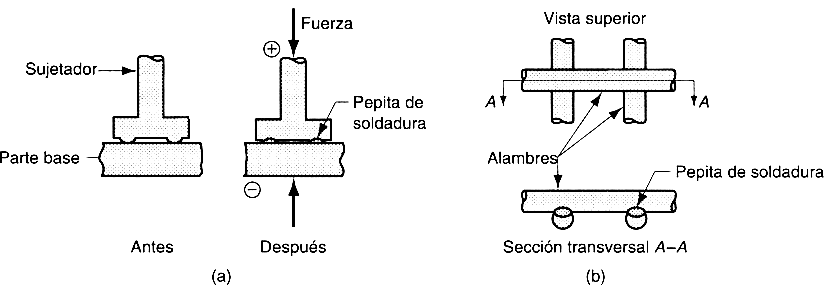 Fuerza
+
Sujetador
Pepita de
soldadura
Parte base
−
Antes
Después
(a)
Vista superior
A
A
Alambres
Pepita de soldadura
Sección transversal A–A
(b)